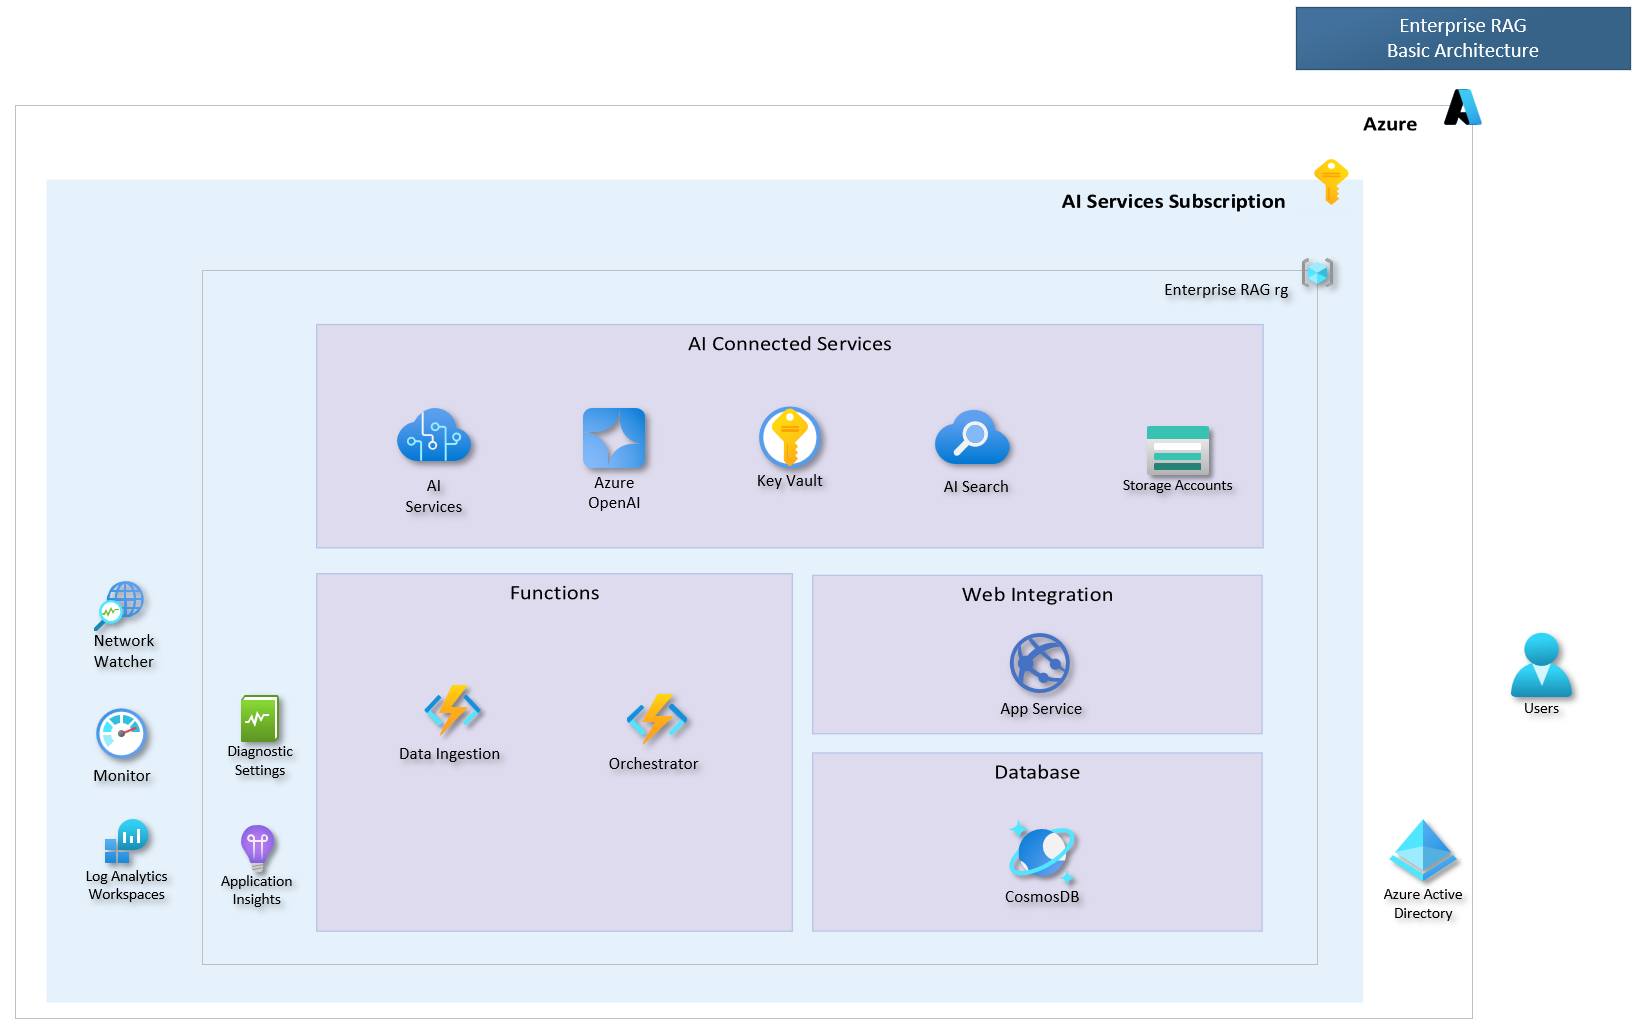 Enterprise RAG
Basic Architecture
Azure
AI Services Subscription
Enterprise RAG rg
AI Connected Services
AI
Services
Azure
OpenAI
Key Vault
AI Search
Storage Accounts
Functions
Data Ingestion
Orchestrator
Web Integration
App Service
Database
CosmosDB
Network
Watcher
Monitor
Log Analytics
Workspaces
Diagnostic
Settings
Application
Insights
Users
Azure Active
Directory